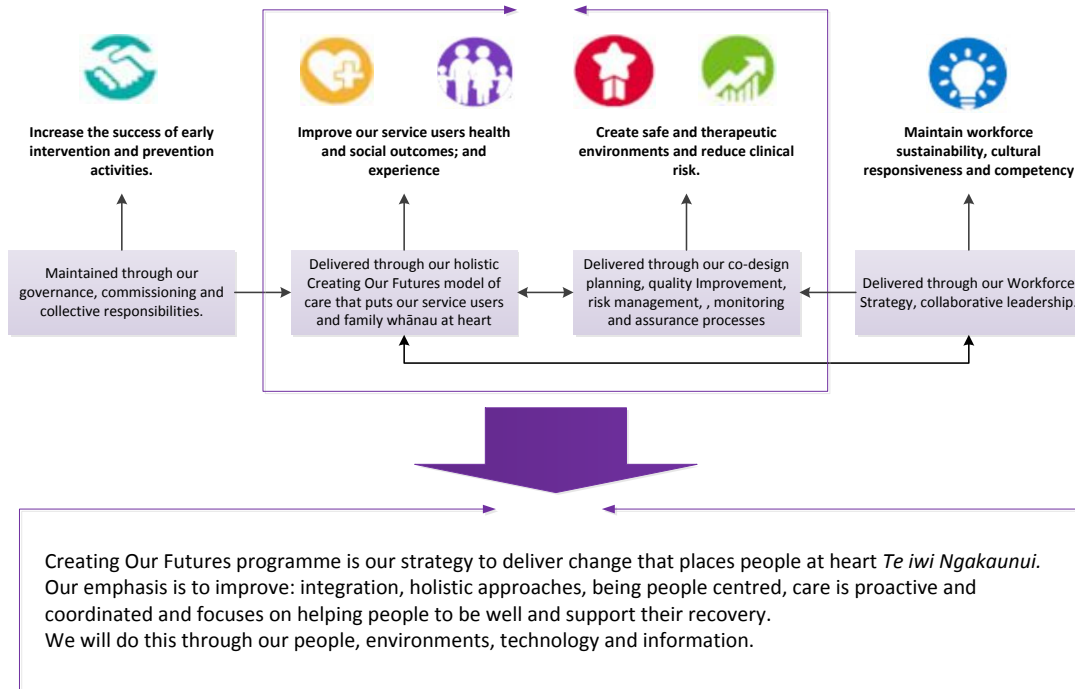 Increase the success of early
intervention and prevention
activities.
Improve our service users health
and social outcomes; and
experience
Create safe and therapeutic
environments and reduce clinical
risk.
Maintain workforce
sustainability, cultural
responsiveness and competency
Maintained through our
governance, commissioning and
collective responsibilities.
Delivered through our holistic
Creating Our Futures model of
care that puts our service users
and family whānau at heart
Delivered through our co-design
planning, quality Improvement,
risk management, , monitoring
and assurance processes
Delivered through our Workforce
Strategy, collaborative leadership.
Creating Our Futures programme is our strategy to deliver change that places people at heart Te iwi Ngakaunui.
Our emphasis is to improve: integration, holistic approaches, being people centred, care is proactive and
coordinated and focuses on helping people to be well and support their recovery.
We will do this through our people, environments, technology and information.